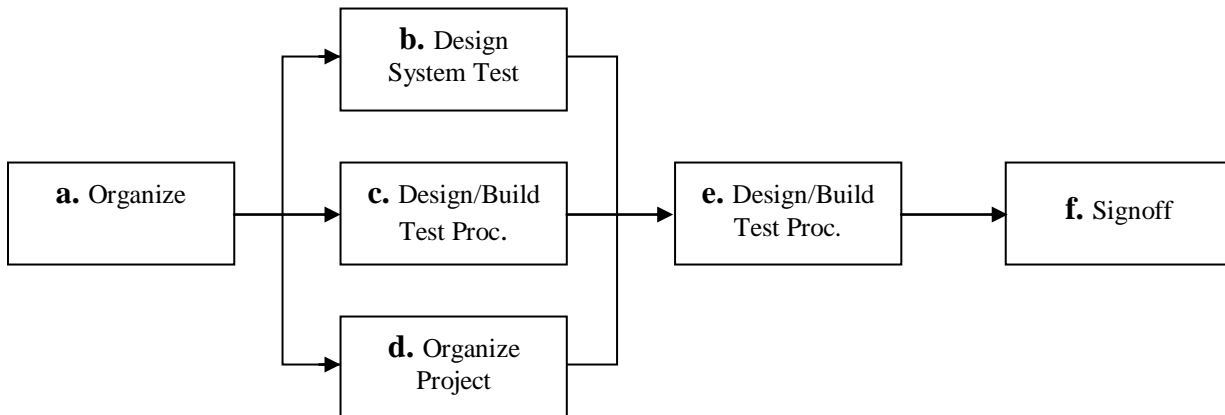 b. Design
System Test
a. Organize
c. Design/Build
Test Proc.
e. Design/Build
Test Proc.
f. Signoff
d. Organize
Project